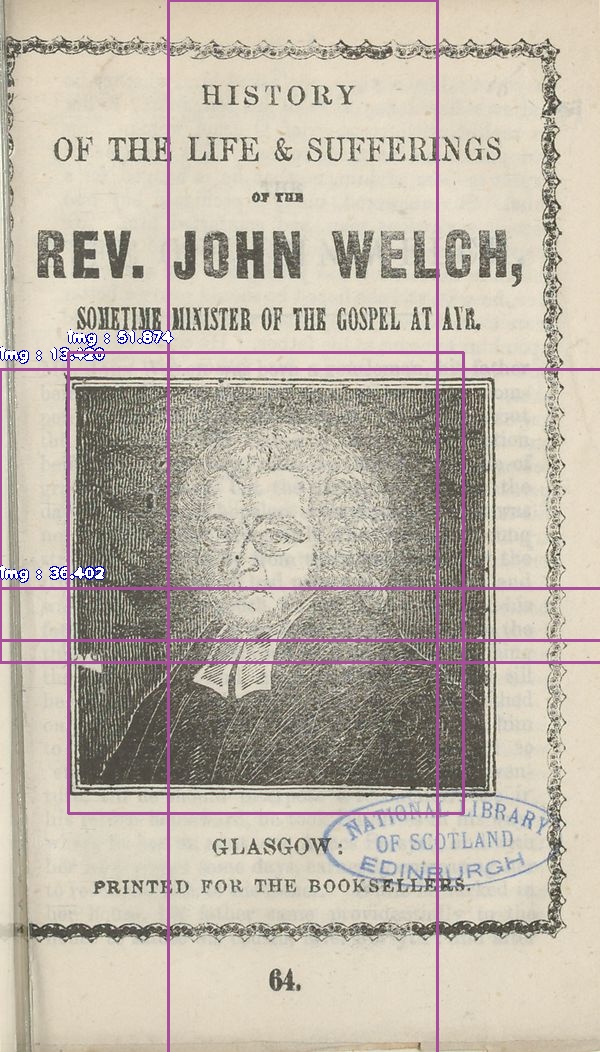 HISTORY
OF THE LIFE & SUFFERINGS
OF THE
REV. JOHN WELCH,
SOMETIME MINISTER OF THE GOSPEL AT AYR.
img : 51.874
img : 13.420
img : 36.402
NATIONAL LIBRARY
OF SCOTLAND
EDINBURGH
GLASGOW:
PRINTED FOR THE BOOKSELLERS.
64.